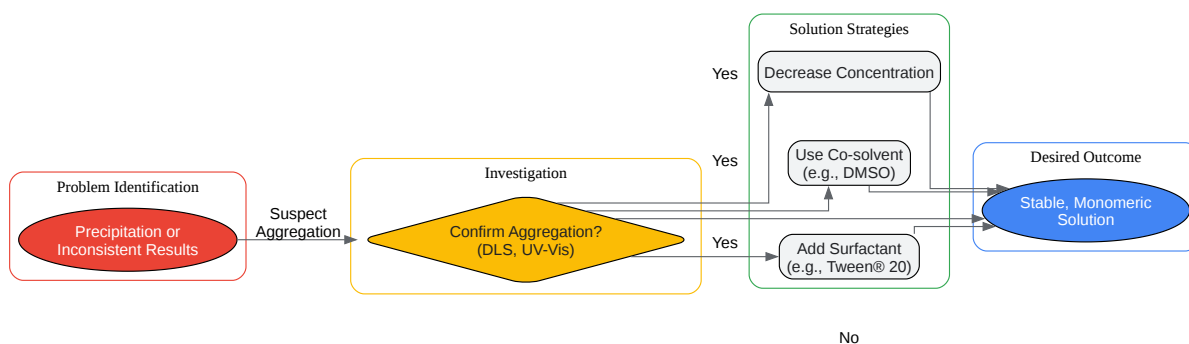 Problem Identification
Precipitation or
Inconsistent Results
Suspect
Aggregation
Investigation
Confirm Aggregation?
(DLS, UV-Vis)
Yes
Yes
Yes
Solution Strategies
Decrease Concentration
Use Co-solvent
(e.g., DMSO)
Add Surfactant
(e.g., Tween® 20)
Desired Outcome
Stable, Monomeric
Solution
No